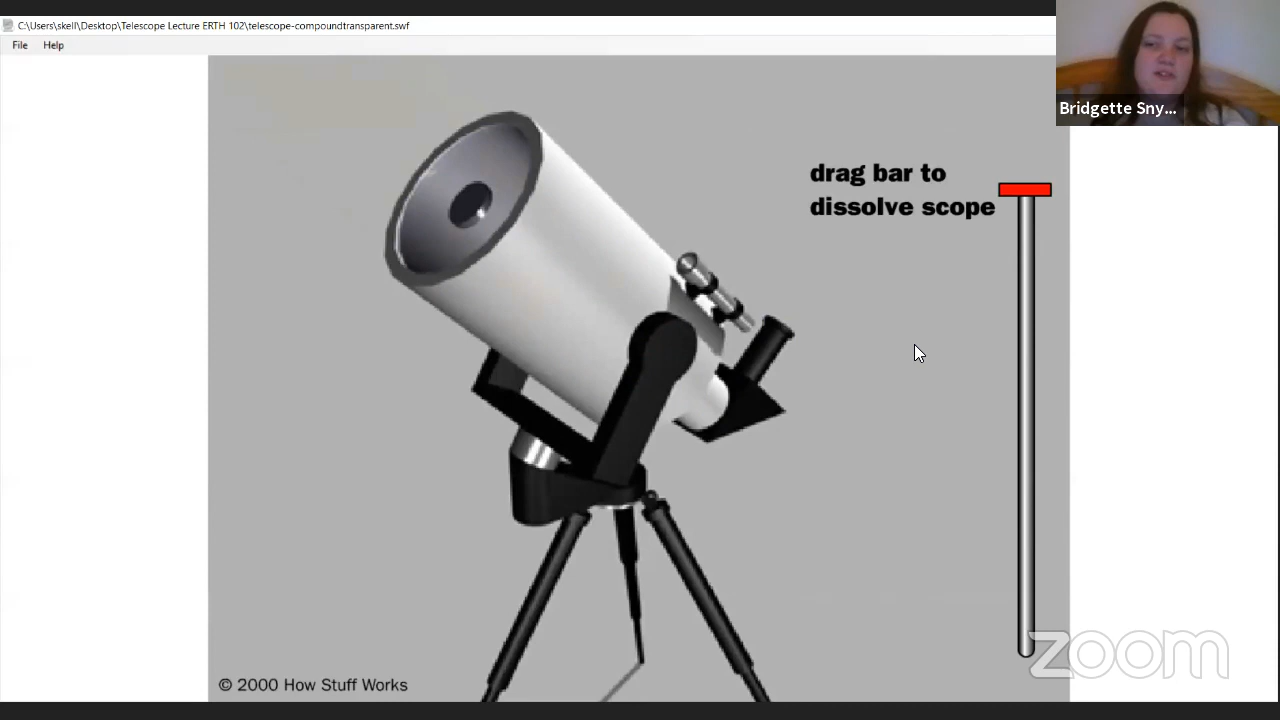 C:\Users\skell\Desktop\Telescope Lecture ERTH 102\telescope-compoundtransparent.swf
File Help
Bridgette Sny...
drag bar to
dissolve scope
zoom
© 2000 How Stuff Works